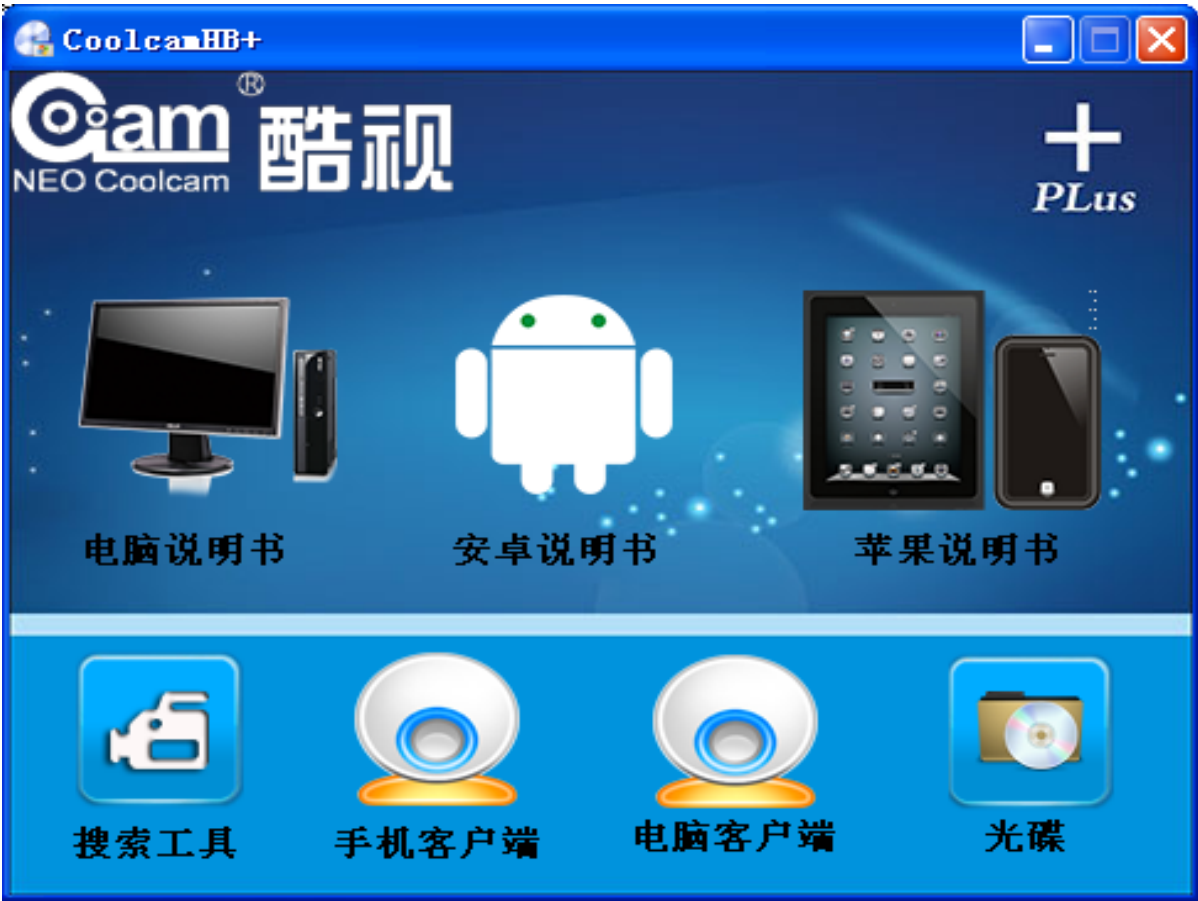 CoolcamHB+
Coolcam®
NEO Coolcam
酷视
PLus
电脑说明书
安卓说明书
苹果说明书
搜索工具
手机客户端
电脑客户端
光碟